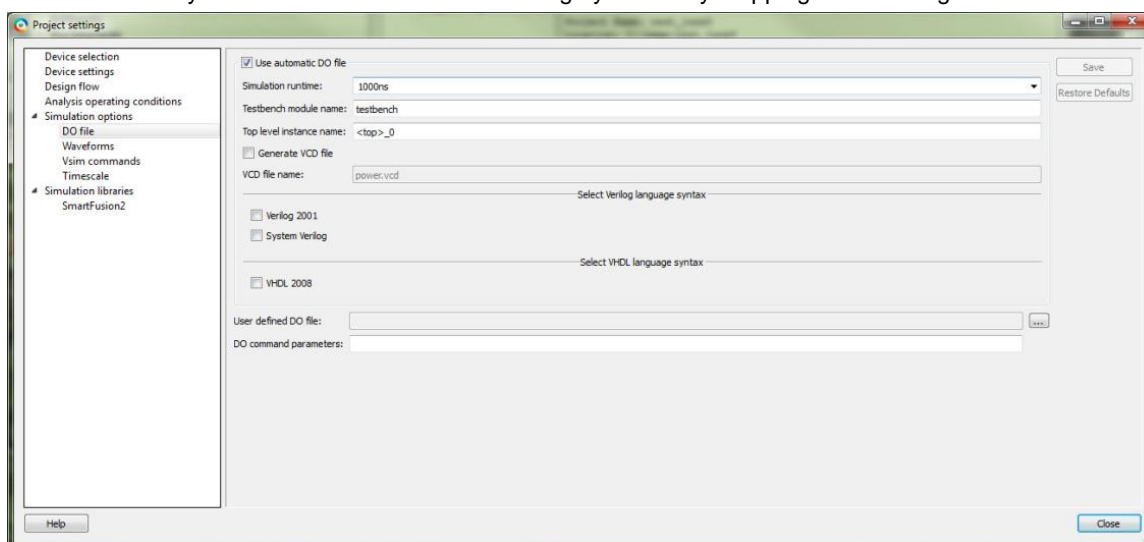 Project settings
Device selection
Device settings
Design flow
Analysis operating conditions
Simulation options
DO file
Waveforms
Vsim commands
Timescale
Simulation libraries
SmartFusion2
Use automatic DO file
Simulation runtime: 1000ns
Testbench module name: testbench
Top level instance name: <top>_0
Generate VCD file
VCD file name: power.vcd
Select Verilog language syntax
Verilog 2001
System Verilog
Select VHDL language syntax
VHDL 2008
User defined DO file: ...
DO command parameters:
Save
Restore Defaults
Help
Close